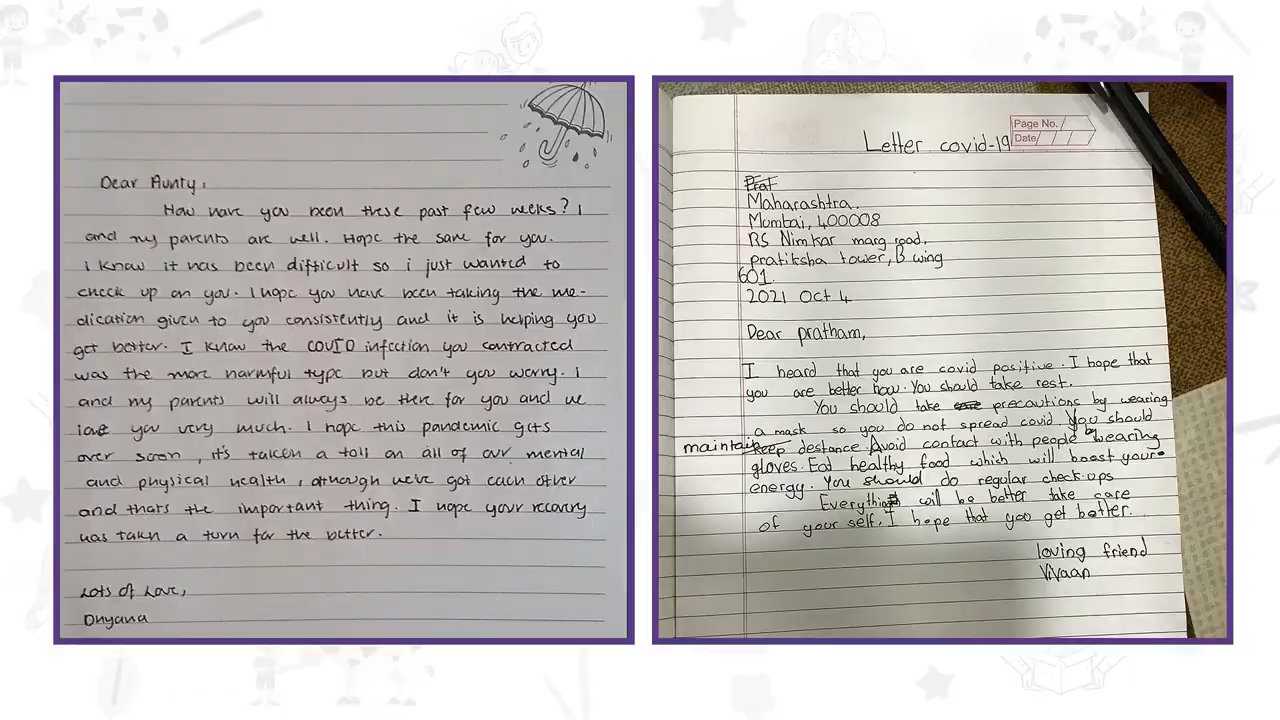 Dear Aunty,
How have you been these past few weeks? I
and my parents are well. Hope the same for you.
i know it has been difficult so i just wanted to
check up on you. I hope you have been taking the me-
dication given to you consistently and it is helping you
get better. I know the COVID infection you contracted
was the more harmful type but don't you worry. I
and my parents will always be there for you and we
love you very much. I hope this pandemic gets
over soon, it's taken a toll on all of our mental
and physical health, although we've got each other
and thats the important thing. I hope your recovery
has taken a turn for the better.
Lots of Love,
Dhyana
Page No.
Date
Letter covid-19
Prat
Maharashtra.
Mombai, 400008
BS Nimkar marg road,
pratiksha tower, B wing
601.
2021 Oct 4
Dear pratham,
I heard that you are covid positive. I hope that
you are better now. You should take rest.
You should take precautions by wearing
a mask so you do not spread covid. You should
maintain keep destance. Avoid contact with people by wearing
gloves. Eat healthy food which will boost your
energy. You should do regular check-ups
Everything will be better take care
of your self. I hope that you get better.
loving friend
Vivaan